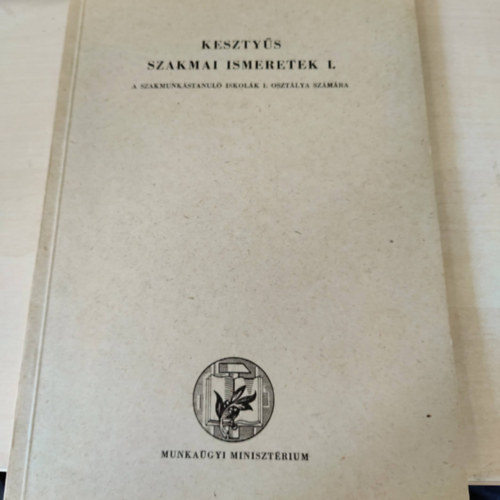 KESZTYŰS
SZAKMAI ISMERETEK I.
A SZAKMUNKÁSTANULÓ ISKOLÁK I. OSZTÁLYA SZÁMÁRA
MUNKAÜGYI MINISZTÉRIUM